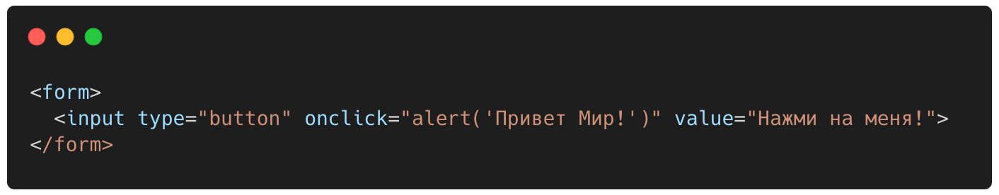 <form>
  <input type="button" onclick="alert('Привет Мир!')" value="Нажми на меня!">
</form>